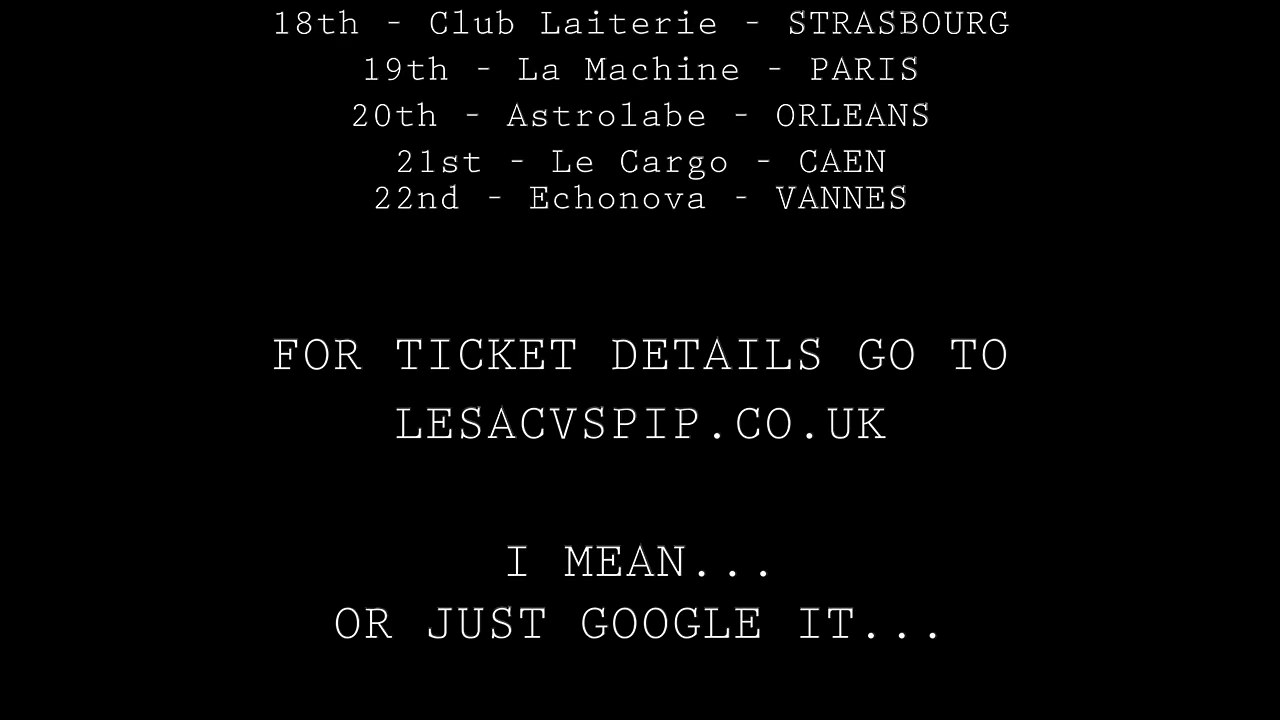 18th - Club Laiterie - STRASBOURG
19th - La Machine - PARIS
20th - Astrolabe - ORLEANS
21st - Le Cargo - CAEN
22nd - Echonova - VANNES
FOR TICKET DETAILS GO TO
LESACVSPIP.CO.UK
I MEAN...
OR JUST GOOGLE IT...